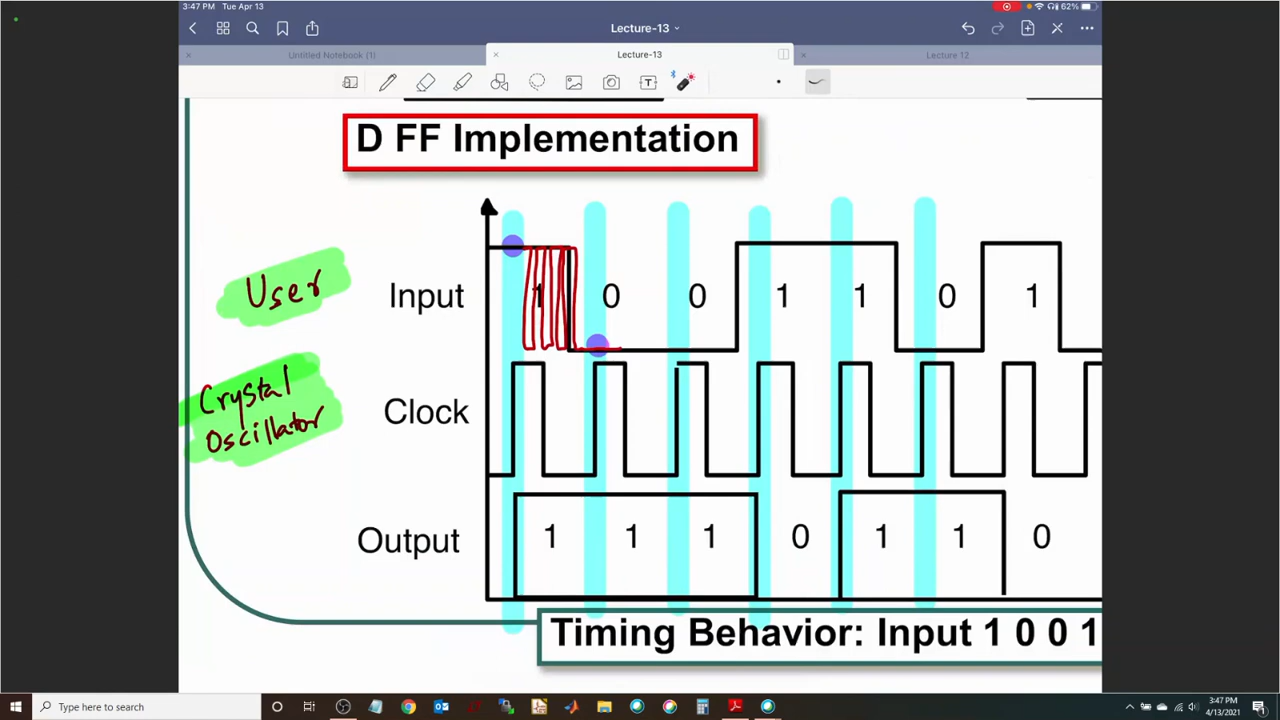 3:47 PM Tue Apr 13
62%
Lecture-13
Untitled Notebook (1)
Lecture-13
Lecture 12
D FF Implementation
User
Input 1 0 0 1 1 0 1
Crystal
Oscillator
Clock
Output 1 1 1 0 1 1 0
Timing Behavior: Input 1 0 0 1
Type here to search
3:47 PM
4/13/2021